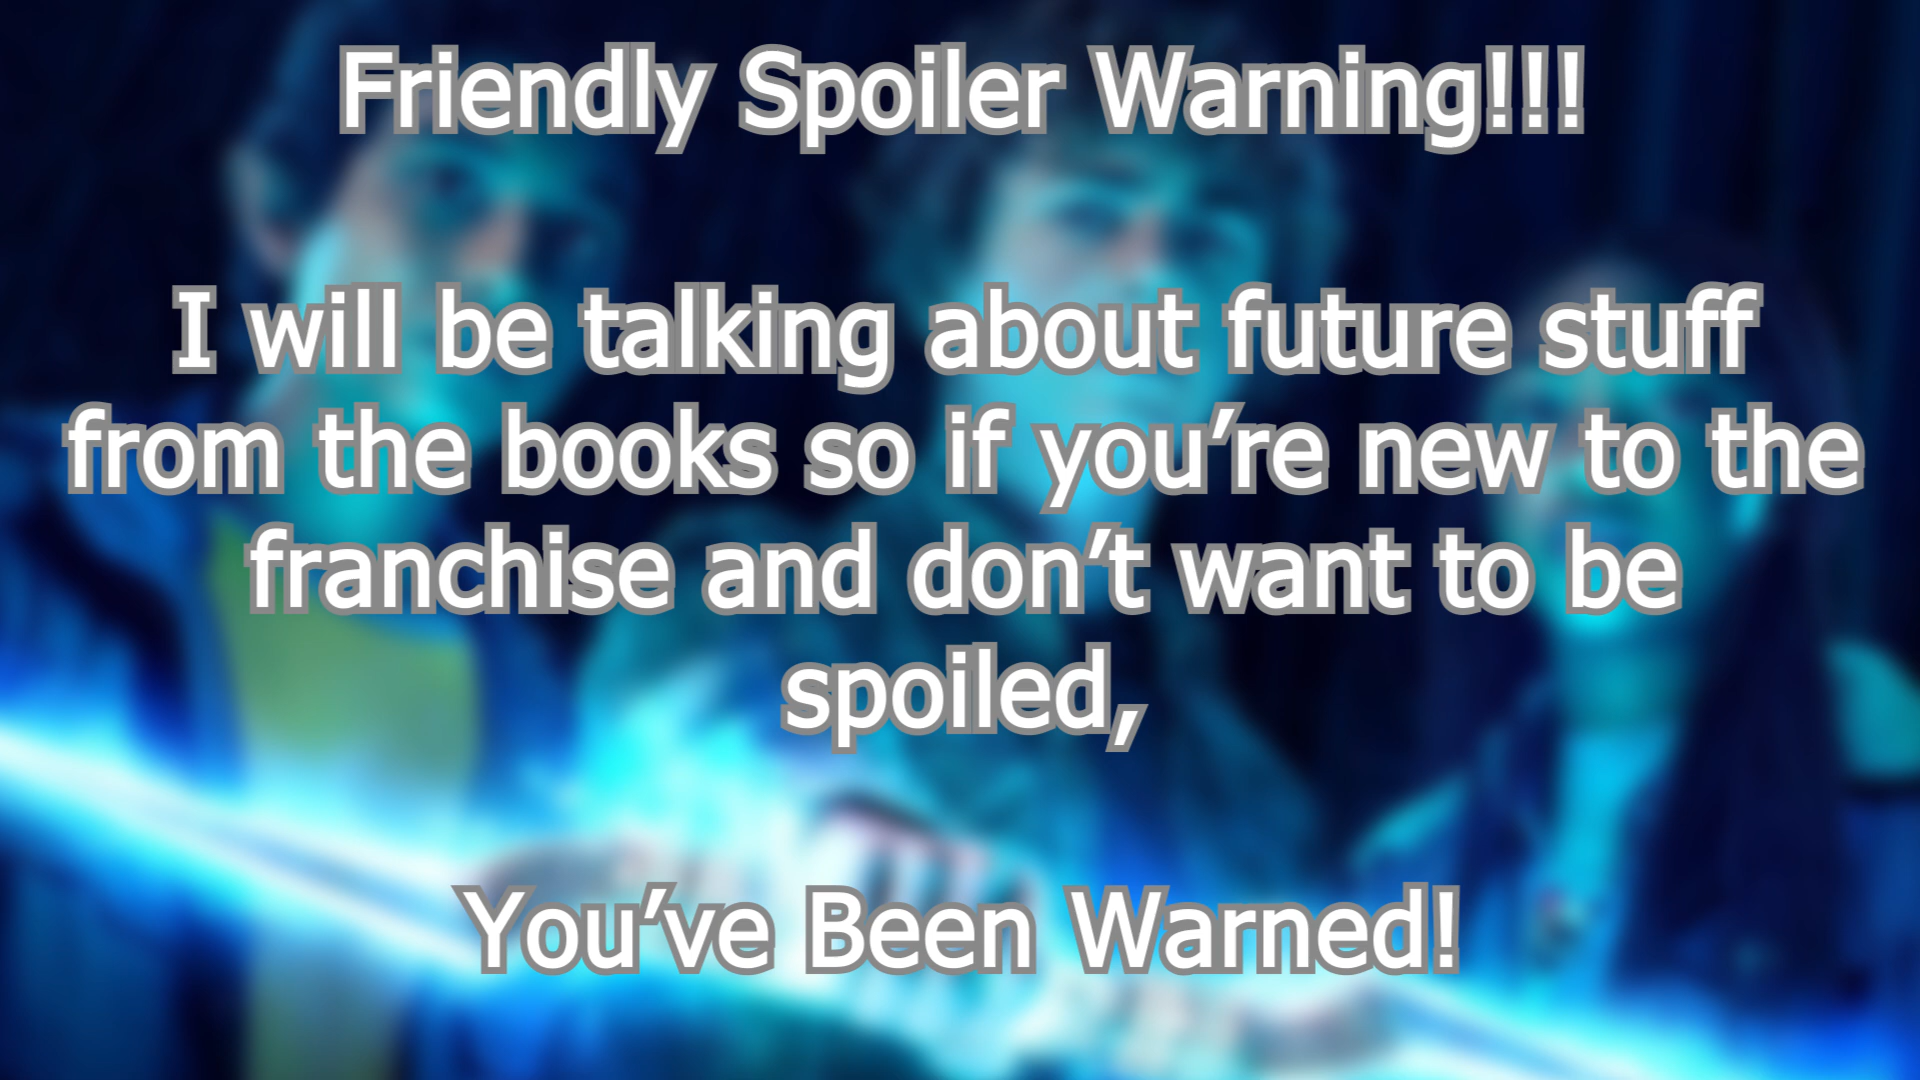 Friendly Spoiler Warning!!!
I will be talking about future stuff
from the books so if you’re new to the
franchise and don’t want to be
spoiled,
You’ve Been Warned!